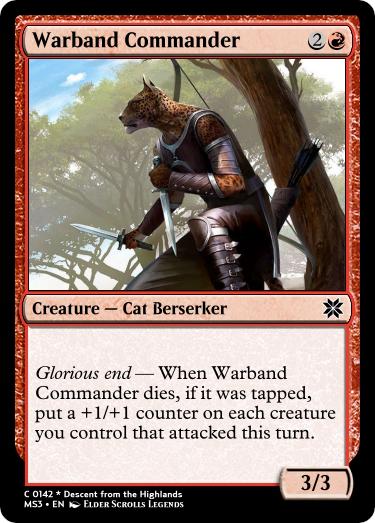 Warband Commander 2
Creature — Cat Berserker
Glorious end — When Warband
Commander dies, if it was tapped,
put a +1/+1 counter on each creature
you control that attacked this turn.
3/3
C 0142 * Descent from the Highlands
MS3 • EN Elder Scrolls Legends